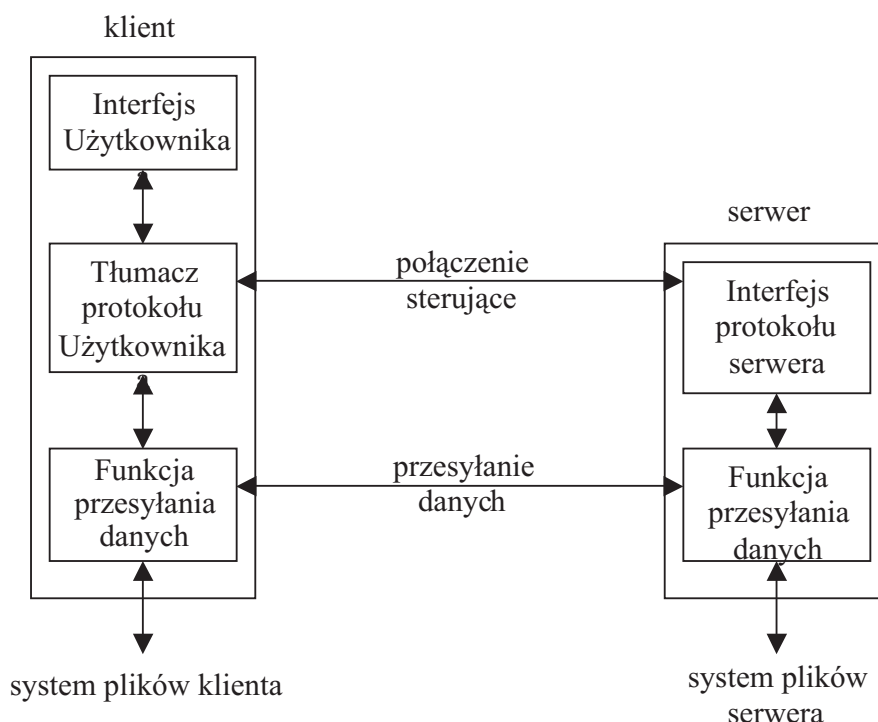 klient
Interfejs
Użytkownika
serwer
Tłumacz
protokołu
Użytkownika
połączenie
sterujące
Interfejs
protokołu
serwera
Funkcja
przesyłania
danych
przesyłanie
danych
Funkcja
przesyłania
danych
system plików klienta
system plików
serwera